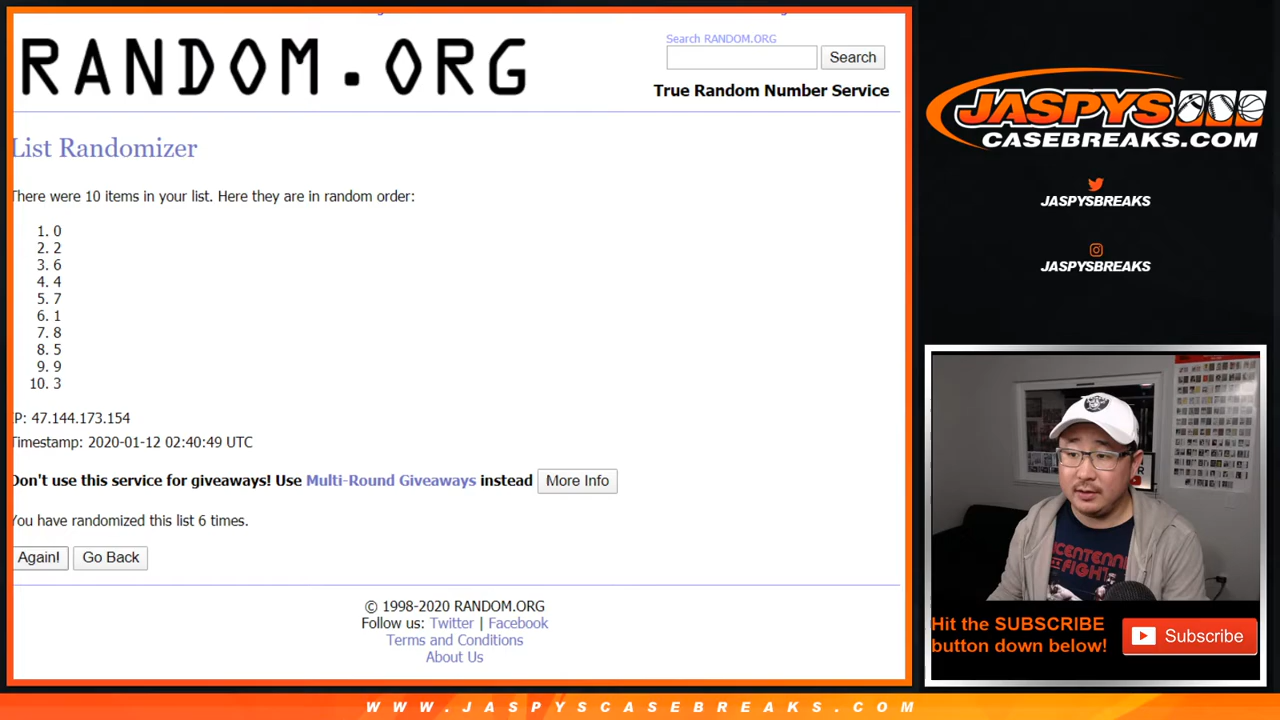 RANDOM.ORG
Search RANDOM.ORG
Search
True Random Number Service
List Randomizer
There were 10 items in your list. Here they are in random order:
1. 0
2. 2
3. 6
4. 4
5. 7
6. 1
7. 8
8. 5
9. 9
10. 3
IP: 47.144.173.154
Timestamp: 2020-01-12 02:40:49 UTC
Don't use this service for giveaways! Use Multi-Round Giveaways instead More Info
You have randomized this list 6 times.
Again! Go Back
© 1998-2020 RANDOM.ORG
Follow us: Twitter | Facebook
Terms and Conditions
About Us
JASPYS
CASEBREAKS.COM
JASPYSBREAKS
JASPYSBREAKS
Hit the SUBSCRIBE
button down below!
Subscribe
WWW.JASPYSCASEBREAKS.COM